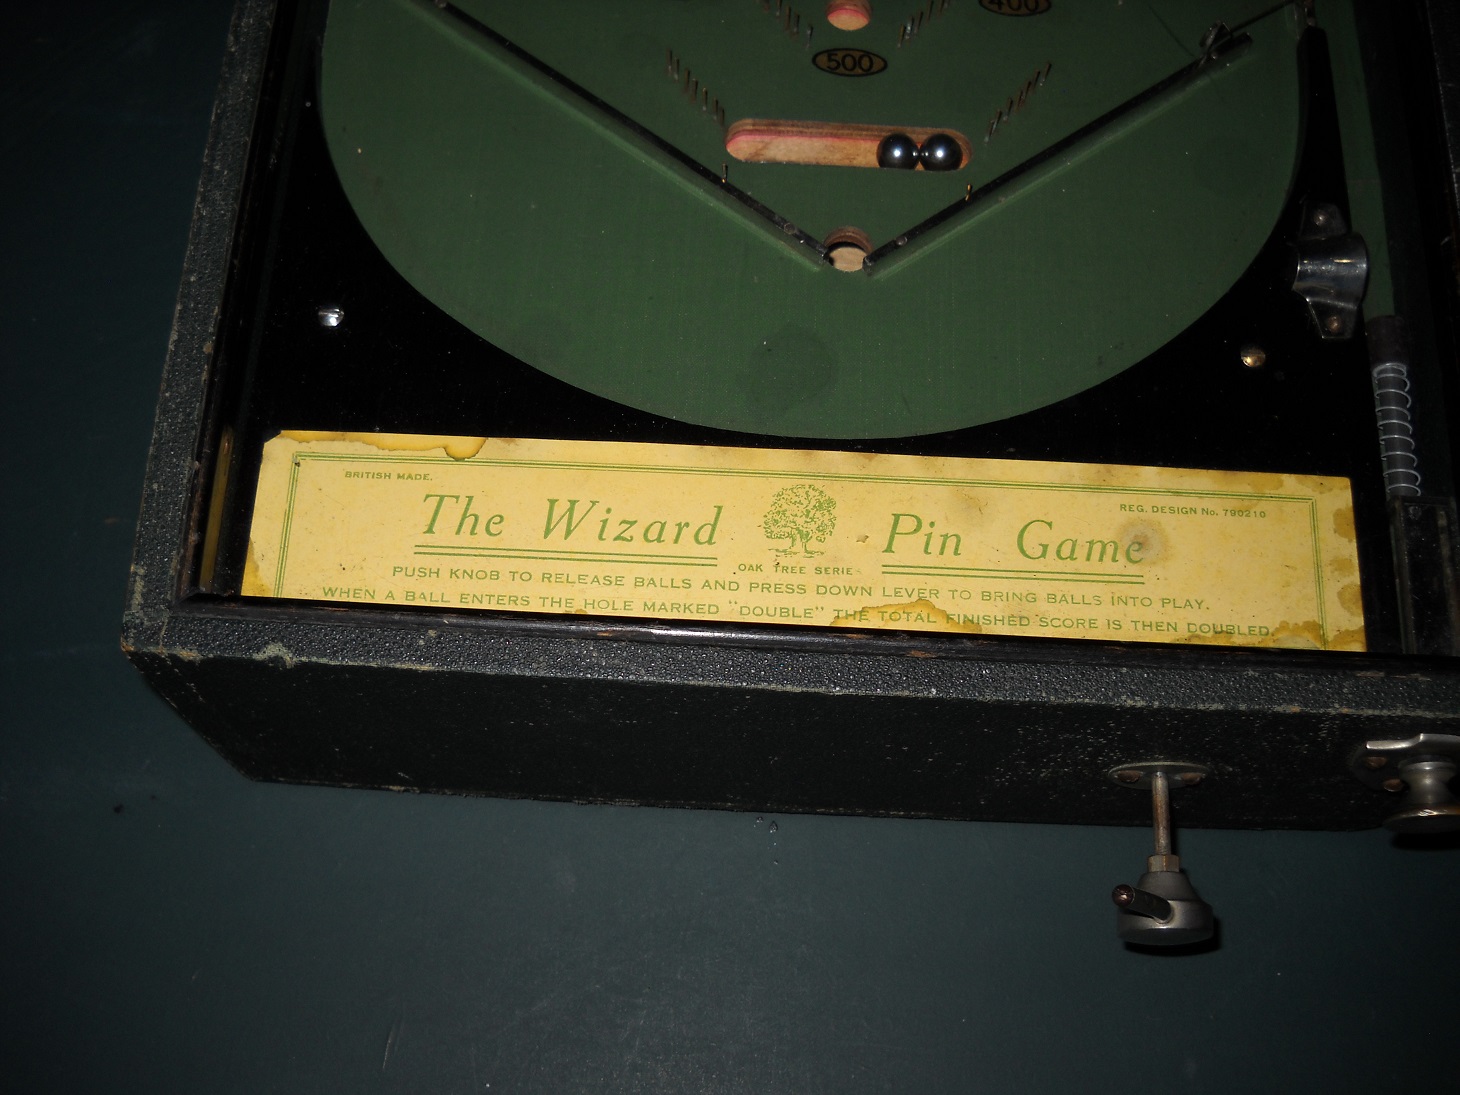 400
500
BRITISH MADE.
REG. DESIGN No. 790210
The Wizard Pin Game
OAK TREE SERIE
PUSH KNOB TO RELEASE BALLS AND PRESS DOWN LEVER TO BRING BALLS INTO PLAY.
WHEN A BALL ENTERS THE HOLE MARKED "DOUBLE" THE TOTAL FINISHED SCORE IS THEN DOUBLED.